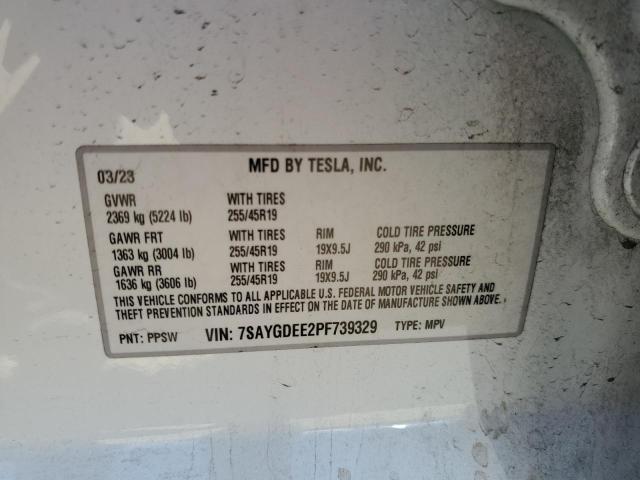 03/23 MFD BY TESLA, INC.
GVWR WITH TIRES
2369 kg (5224 lb) 255/45R19
GAWR FRT WITH TIRES RIM COLD TIRE PRESSURE
1363 kg (3004 lb) 255/45R19 19X9.5J 290 kPa, 42 psi
GAWR RR WITH TIRES RIM COLD TIRE PRESSURE
1636 kg (3606 lb) 255/45R19 19X9.5J 290 kPa, 42 psi
THIS VEHICLE CONFORMS TO ALL APPLICABLE U.S. FEDERAL MOTOR VEHICLE SAFETY AND
THEFT PREVENTION STANDARDS IN EFFECT ON THE DATE OF MANUFACTURE SHOWN ABOVE.
PNT: PPSW VIN: 7SAYGDEE2PF739329 TYPE: MPV